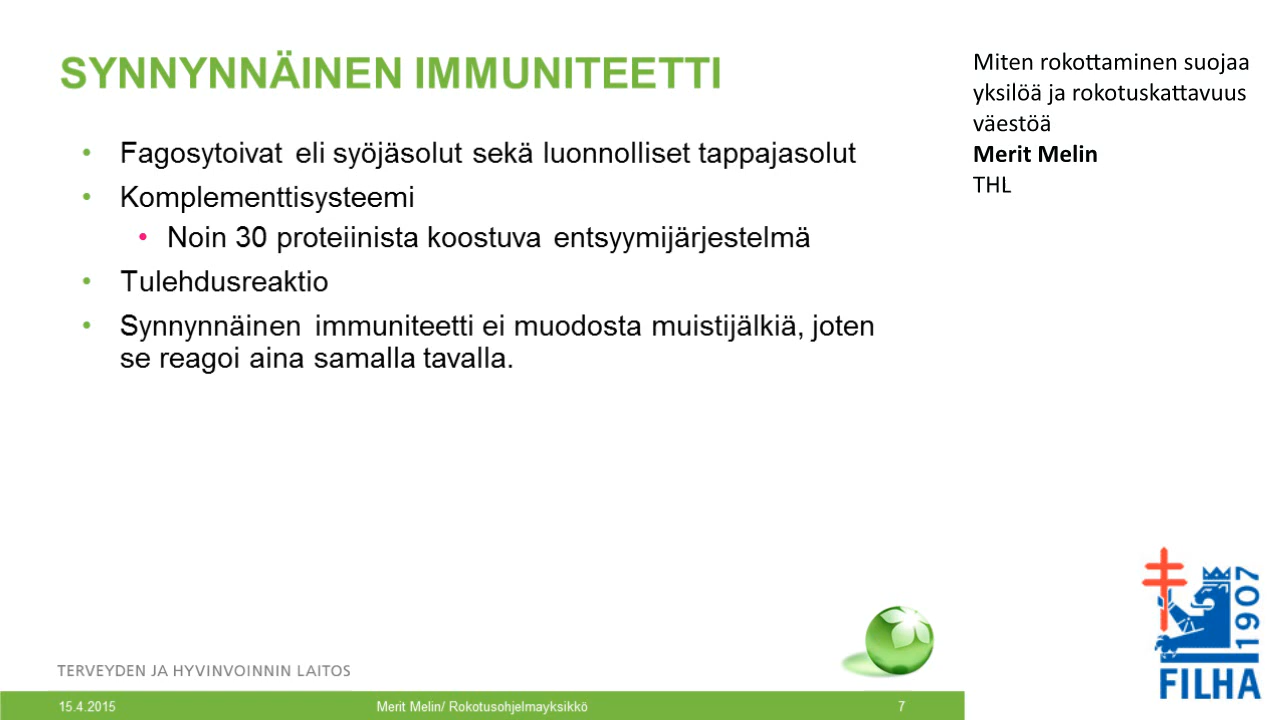 SYNNYNNÄINEN IMMUNITEETTI
• Fagosytoivat eli syöjäsolut sekä luonnolliset tappajasolut
• Komplementtisysteemi
• Noin 30 proteiinista koostuva entsyymijärjestelmä
• Tulehdusreaktio
• Synnynnäinen immuniteetti ei muodosta muistijälkiä, joten
se reagoi aina samalla tavalla.
Miten rokottaminen suojaa
yksilöä ja rokotuskattavuus
väestöä
Merit Melin
THL
TERVEYDEN JA HYVINVOINNIN LAITOS
15.4.2015
Merit Melin/ Rokotusohjelmayksikkö
7
1907
FILHA